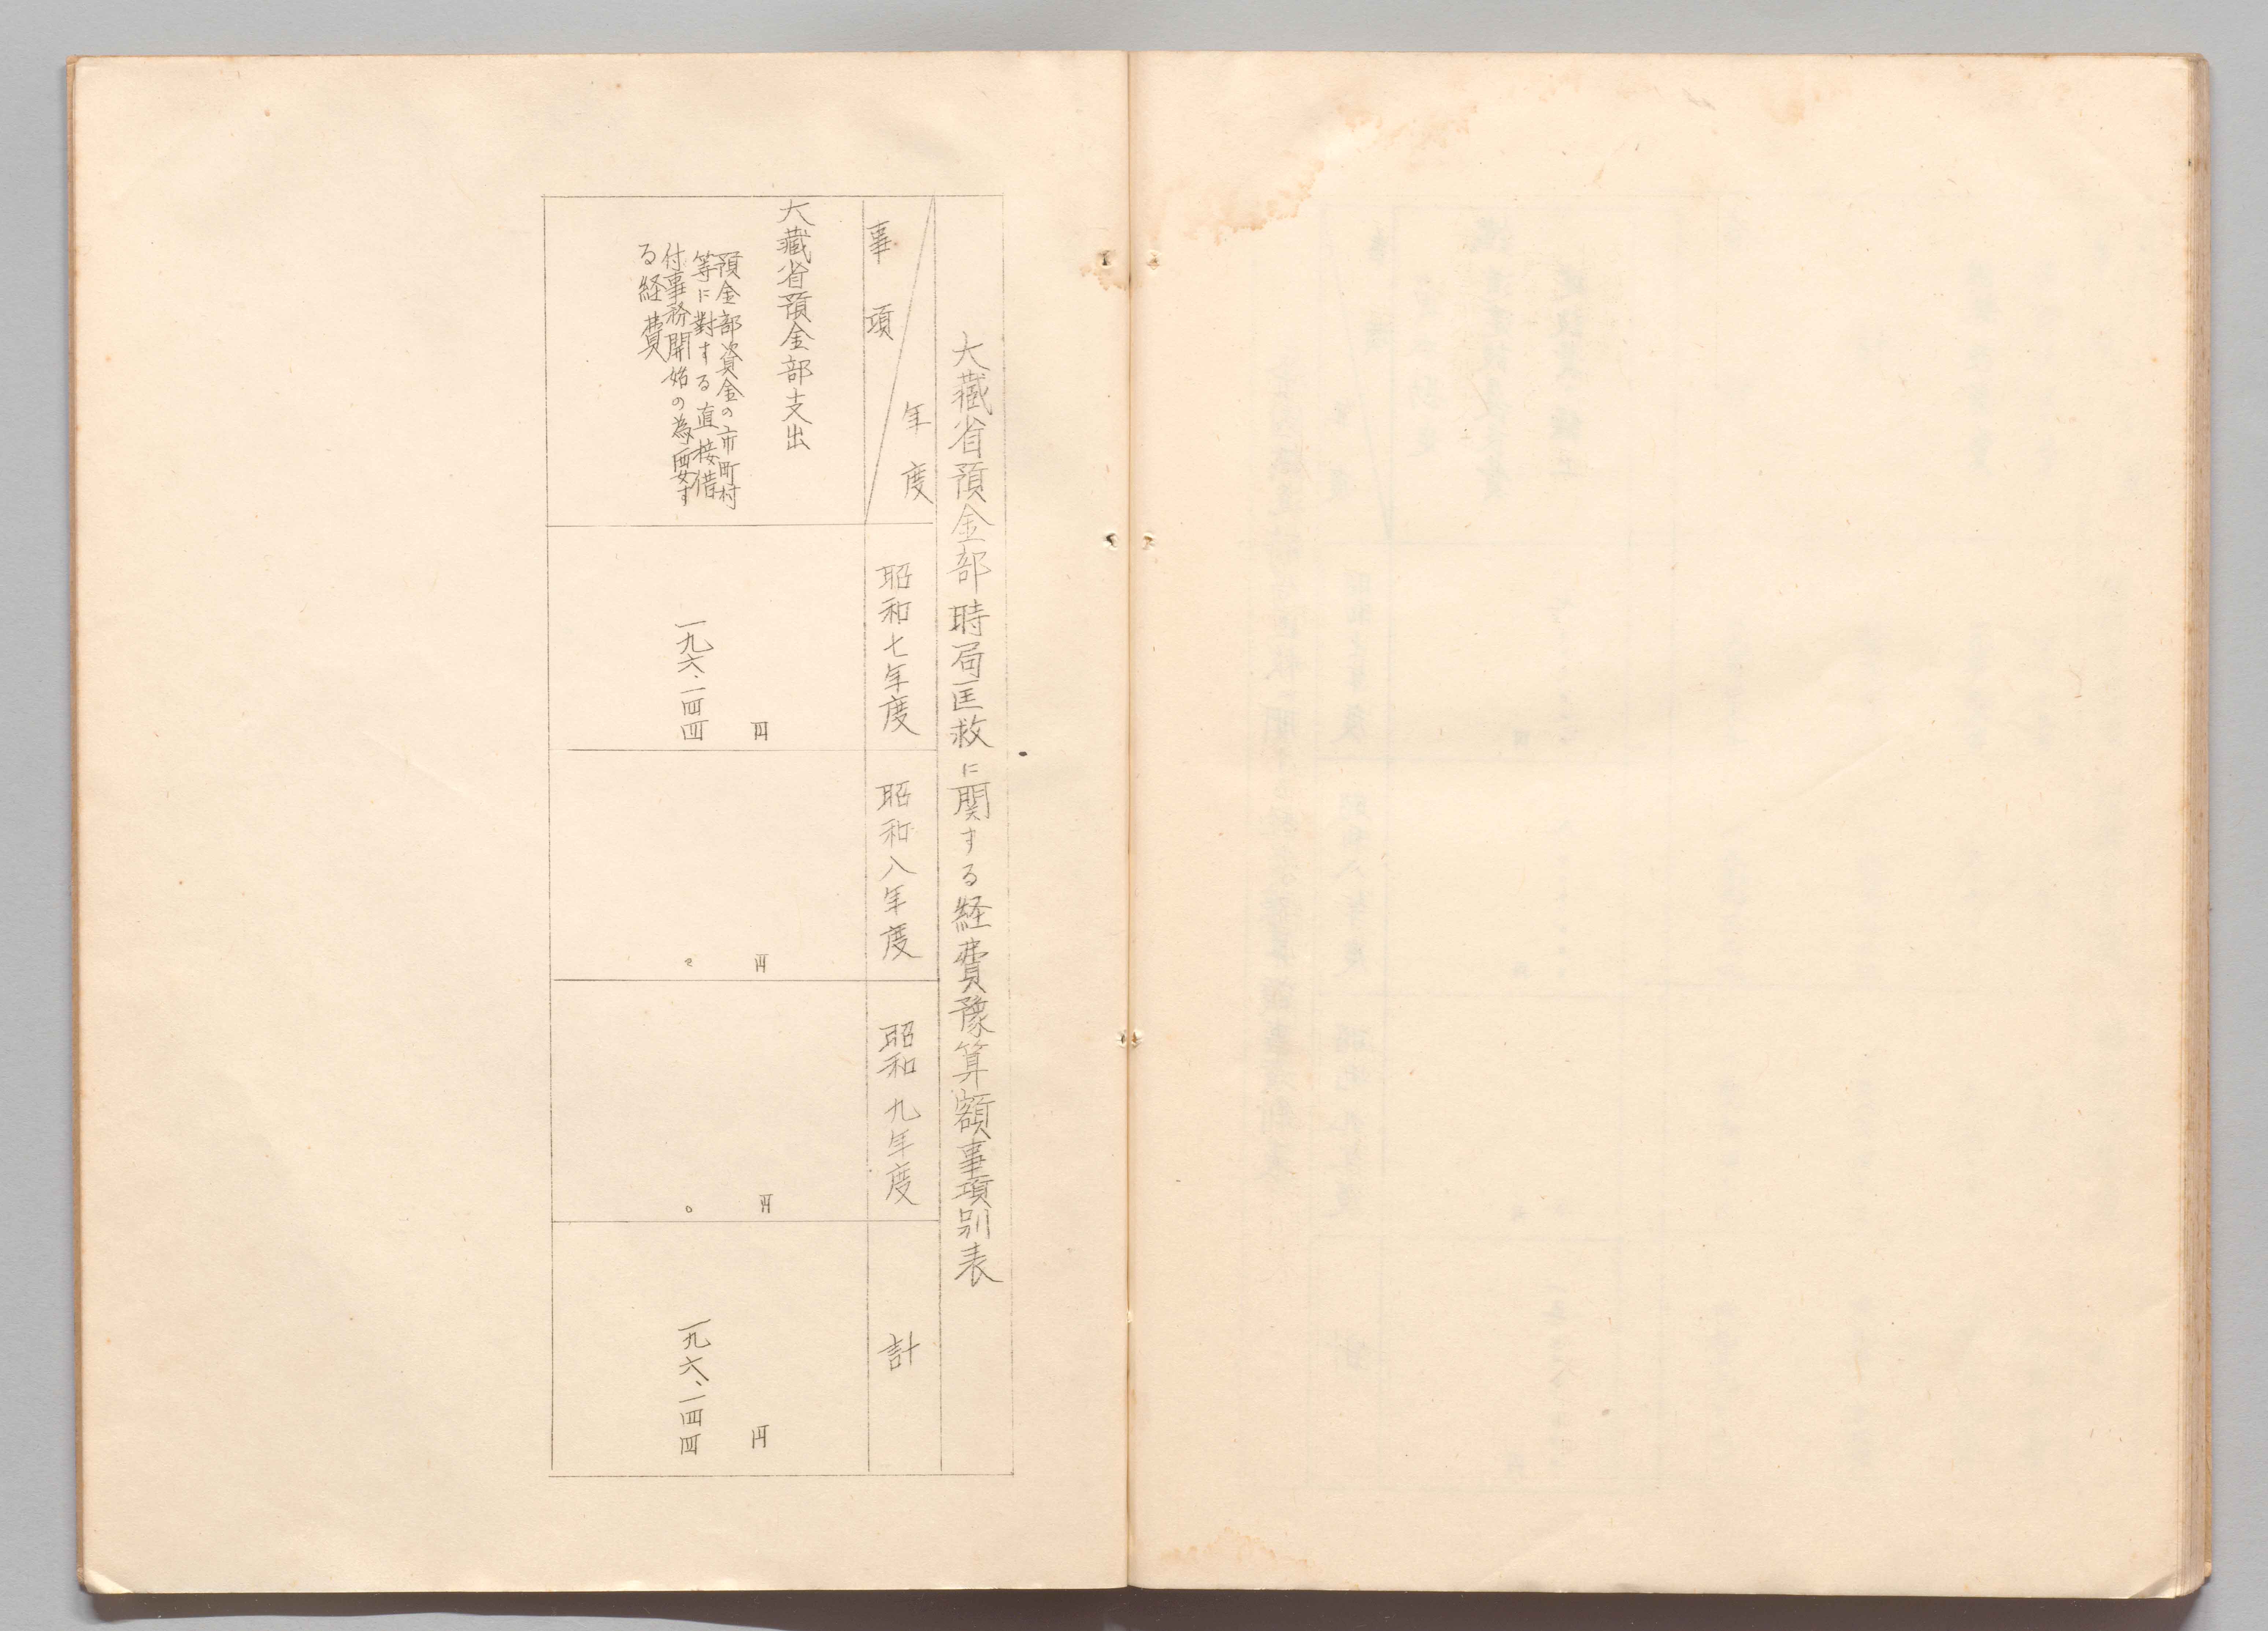 大藏省預金部時局匡救に関する経費豫算額事項別表
事項
年度
昭和七年度
昭和八年度
昭和九年度
計
大藏省預金部支出
預金部資金の市町村
等に對する直接借
付事務開始の為要す
る経費
円
一九六、一四四
円
〇
円
〇
円
一九六、一四四